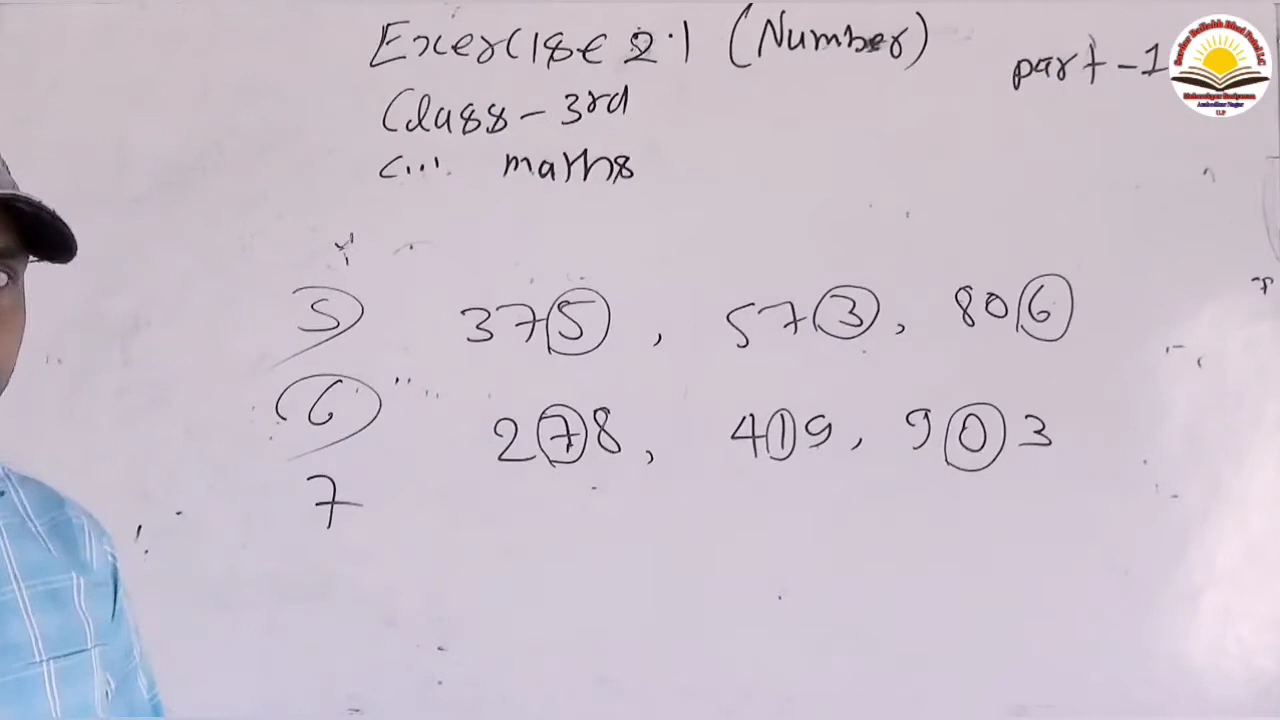 Exercise 2.1 (Number)
part-1
Class-3rd
maths
5 375, 573, 806
6 278, 419, 903
7